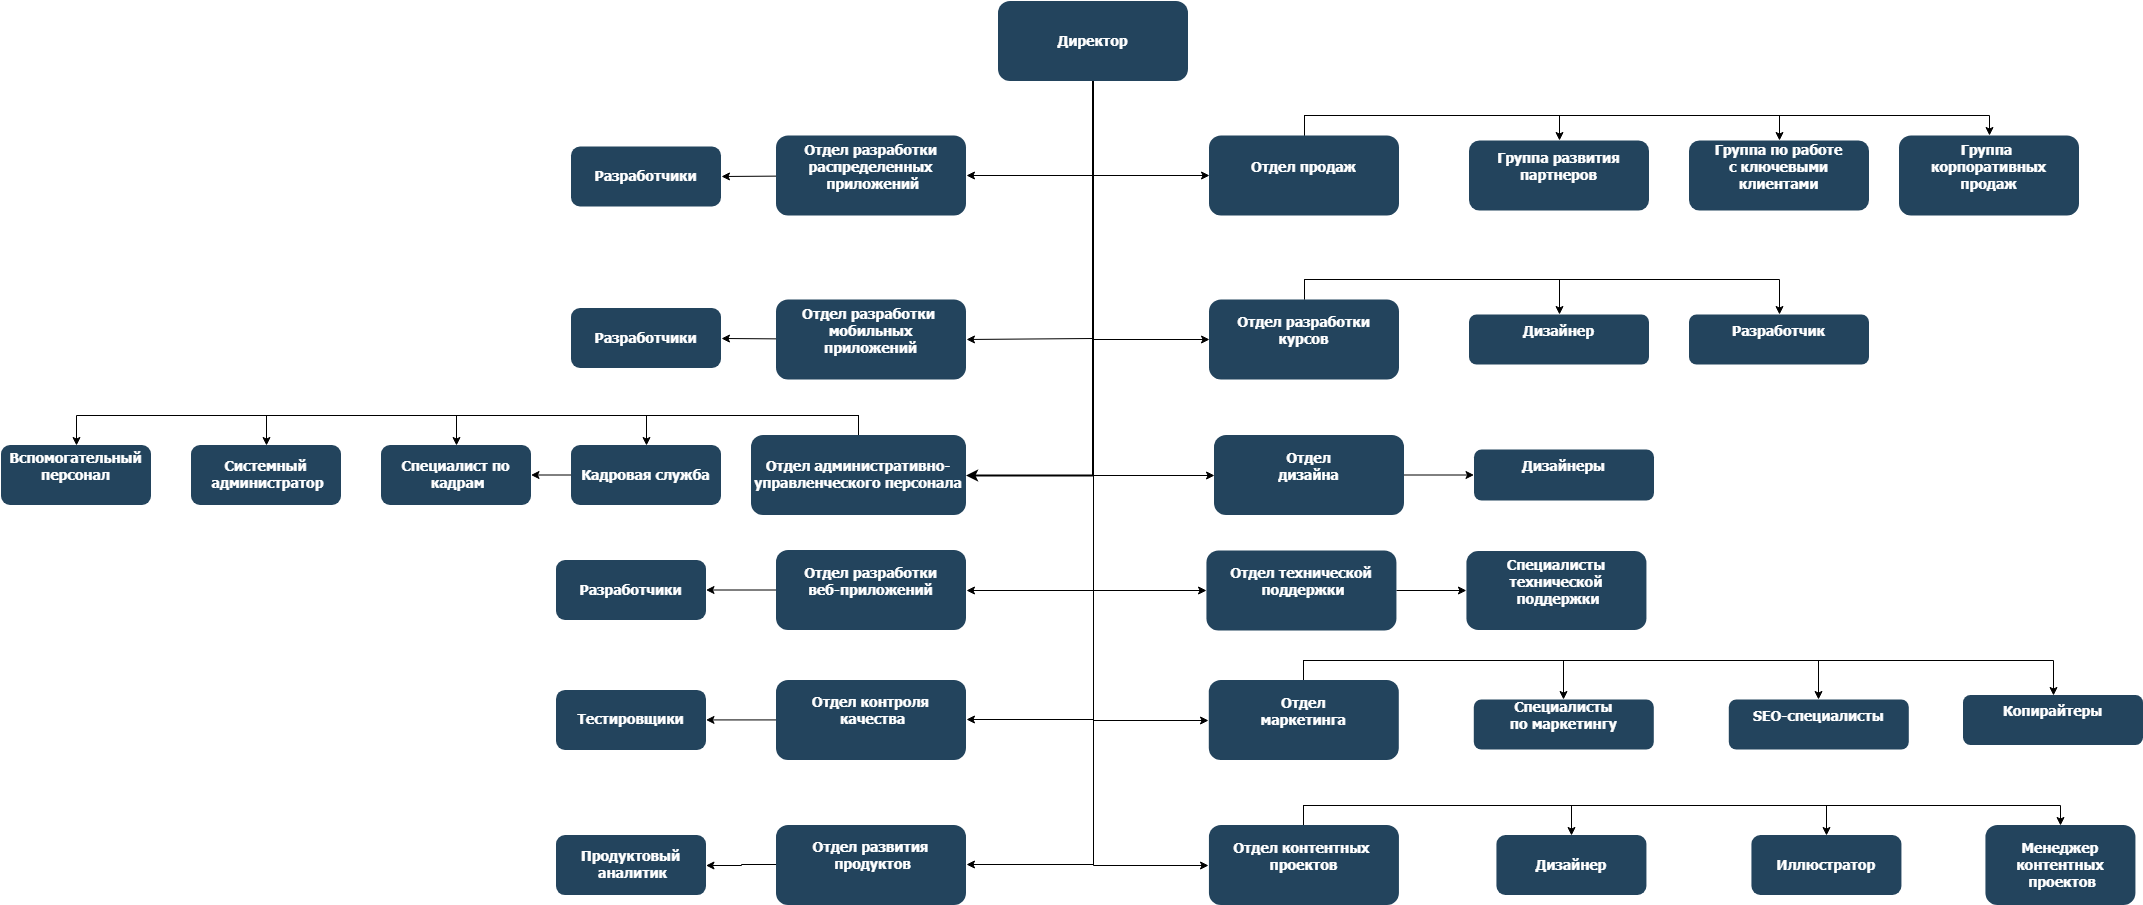 Директор
Разработчики
Отдел разработки
распределенных
приложений
Отдел продаж
Группа развития
партнеров
Группа по работе
с ключевыми
клиентами
Группа
корпоративных
продаж
Разработчики
Отдел разработки
мобильных
приложений
Отдел разработки
курсов
Дизайнер
Разработчик
Вспомогательный
персонал
Системный
администратор
Специалист по
кадрам
Кадровая служба
Отдел административно-
управленческого персонала
Отдел
дизайна
Дизайнеры
Разработчики
Отдел разработки
веб-приложений
Отдел технической
поддержки
Специалисты
технической
поддержки
Тестировщики
Отдел контроля
качества
Отдел
маркетинга
Специалисты
по маркетингу
SEO-специалисты
Копирайтеры
Продуктовый
аналитик
Отдел развития
продуктов
Отдел контентных
проектов
Дизайнер
Иллюстратор
Менеджер
контентных
проектов